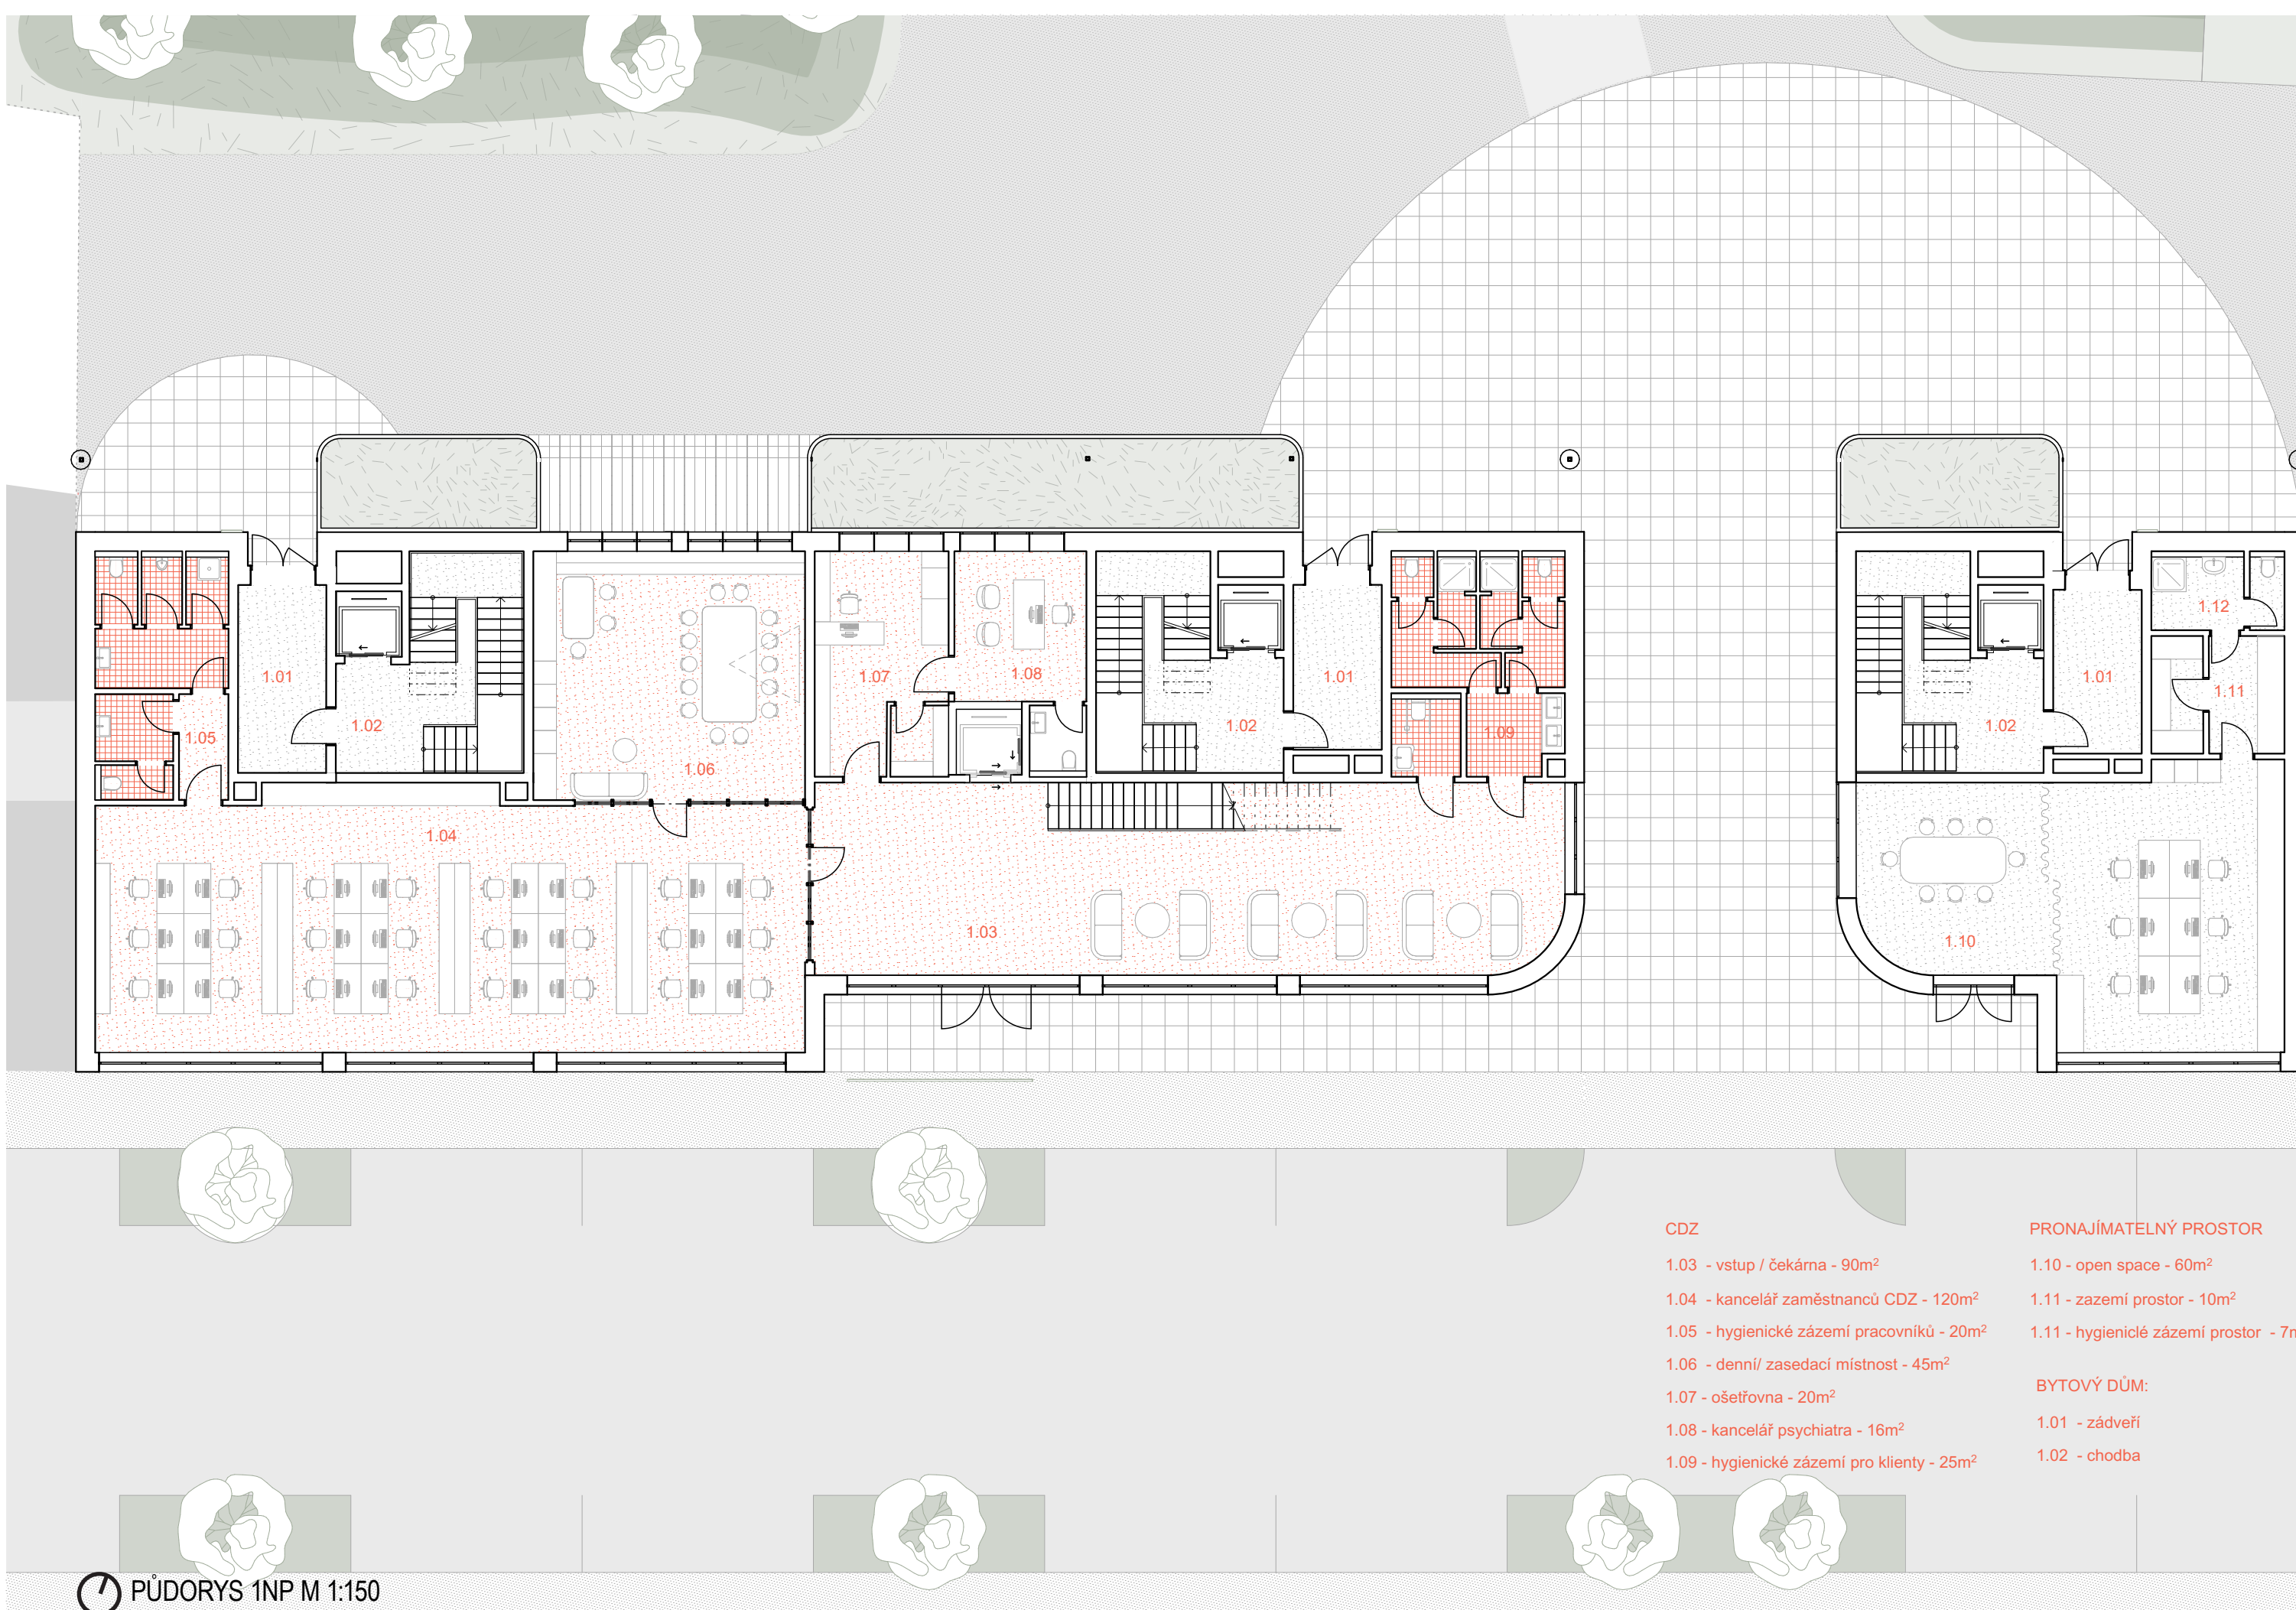 1.12
1.01
1.07
1.08
1.01
1.01
1.11
1.02
1.02
1.02
1.05
1.09
1.06
1.04
1.03
1.10
CDZ
1.03 - vstup / čekárna - 90m²
1.04 - kancelář zaměstnanců CDZ - 120m²
1.05 - hygienické zázemí pracovníků - 20m²
1.06 - denní/ zasedací místnost - 45m²
1.07 - ošetřovna - 20m²
1.08 - kancelář psychiatra - 16m²
1.09 - hygienické zázemí pro klienty - 25m²
PRONAJÍMATELNÝ PROSTOR
1.10 - open space - 60m²
1.11 - zazemí prostor - 10m²
1.11 - hygieniclé zázemí prostor - 7m
BYTOVÝ DŮM:
1.01 - zádveří
1.02 - chodba
PŮDORYS 1NP M 1:150